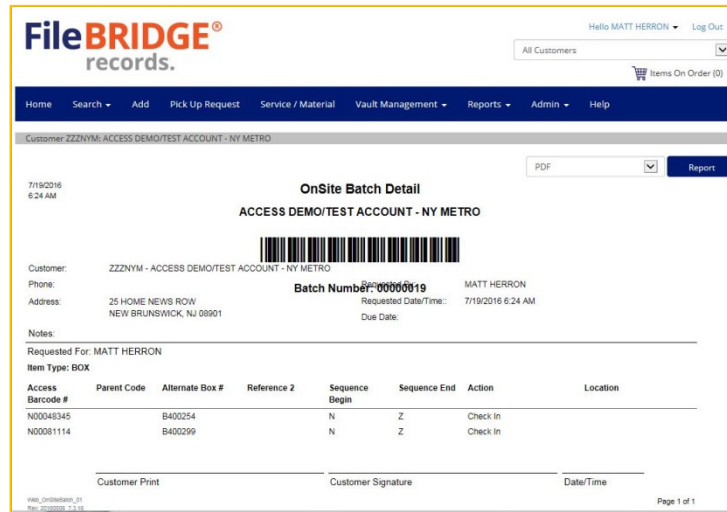 FileBRIDGE®
records.
Hello MATT HERRON Log Out
All Customers
Items On Order (0)
Home Search Add Pick Up Request Service / Material Vault Management Reports Admin Help
Customer ZZZNYM: ACCESS DEMO/TEST ACCOUNT - NY METRO
PDF Report
7/19/2016
6:24 AM
OnSite Batch Detail
ACCESS DEMO/TEST ACCOUNT - NY METRO
Customer: ZZZNYM - ACCESS DEMO/TEST ACCOUNT - NY METRO
Phone: Batch Number: 00000019 MATT HERRON
Address: 25 HOME NEWS ROW Requested Date/Time:: 7/19/2016 6:24 AM
NEW BRUNSWICK, NJ 08901 Due Date:
Notes:
Requested For: MATT HERRON
Item Type: BOX
Access Barcode # Parent Code Alternate Box # Reference 2 Sequence Begin Sequence End Action Location
N00048345 B400254 N Z Check In
N00081114 B400299 N Z Check In
Customer Print Customer Signature Date/Time
Page 1 of 1